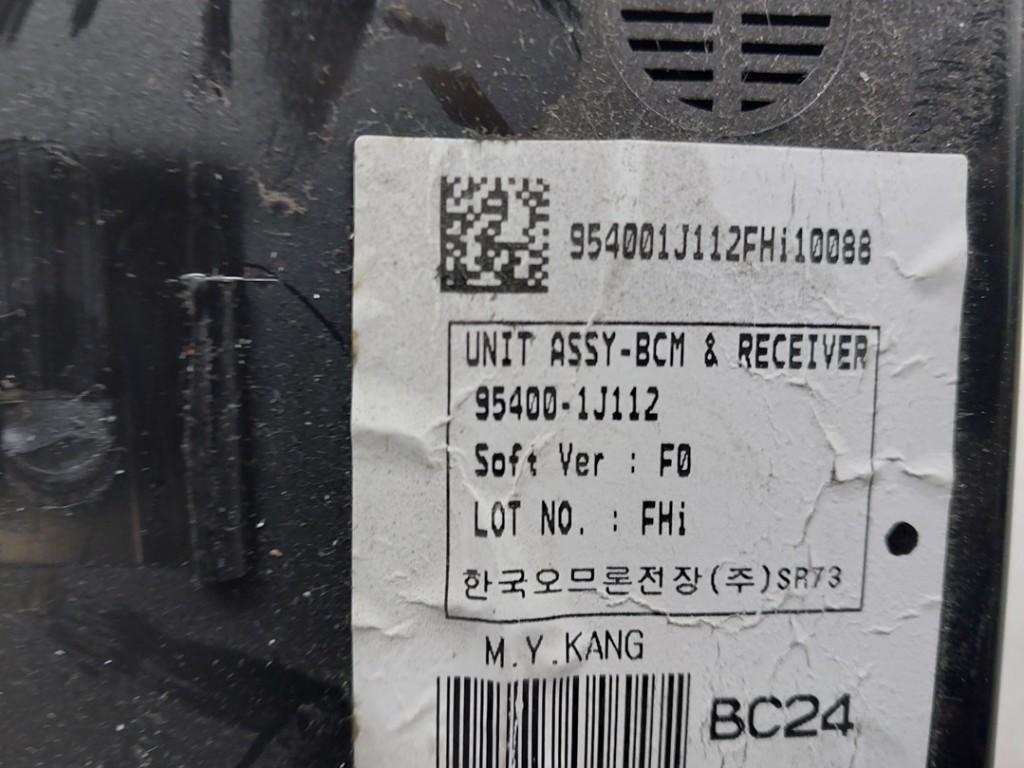 954001J112FHi10088
UNIT ASSY-BCM & RECEIVER
95400-1J112
Soft Ver : F0
LOT NO. : FHi
한국오므론전장(주)SR73
M.Y.KANG
BC24